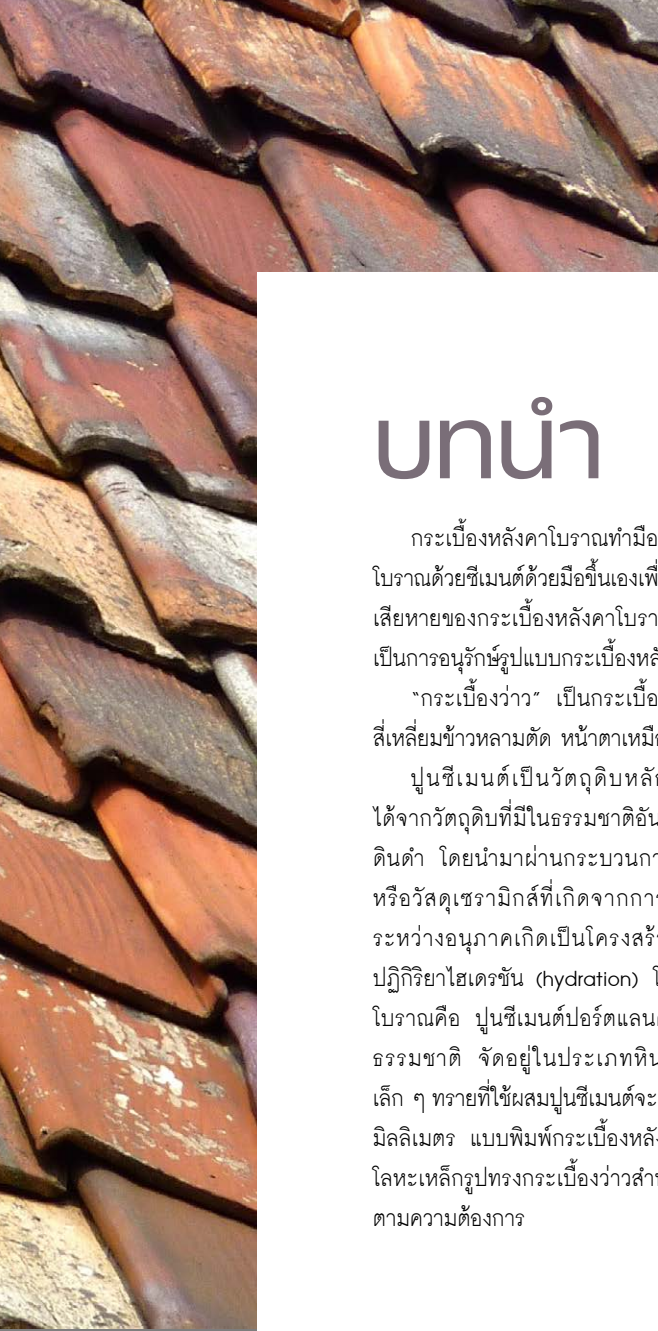 บทนำ
กระเบื้องหลังคาโบราณทำมือ
โบราณด้วยซีเมนต์ด้วยมือขึ้นเองเพื่
เสียหายของกระเบื้องหลังคาโบรา
เป็นการอนุรักษ์รูปแบบกระเบื้องหลั
“กระเบื้องว่าว” เป็นกระเบื้อ
สี่เหลี่ยมข้าวหลามตัด หน้าตาเหมื
ปูนซีเมนต์เป็นวัตถุดิบหลั
ได้จากวัตถุดิบที่มีในธรรมชาติอัน
ดินดำ โดยนำมาผ่านกระบวนกา
หรือวัสดุเซรามิกส์ที่เกิดจากการ
ระหว่างอนุภาคเกิดเป็นโครงสร้
ปฏิกิริยาไฮเดรชัน (hydration) โ
โบราณคือ ปูนซีเมนต์ปอร์ตแลน
ธรรมชาติ จัดอยู่ในประเภทหิน
เล็ก ๆ ทรายที่ใช้ผสมปูนซีเมนต์จะ
มิลลิเมตร แบบพิมพ์กระเบื้องหลั
โลหะเหล็กรูปทรงกระเบื้องว่าวสำ
ตามความต้องการ